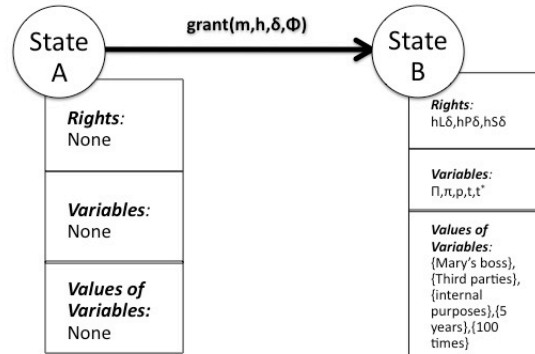 State
A
grant(m,h,δ,Φ)
State
B
Rights:
None
Variables:
None
Values of
Variables:
None
Rights:
hLδ,hPδ,hSδ
Variables:
Π,π,p,t,t*
Values of
Variables:
{Mary's boss},
{Third parties}
,{internal
purposes},{5
years},{100
times}